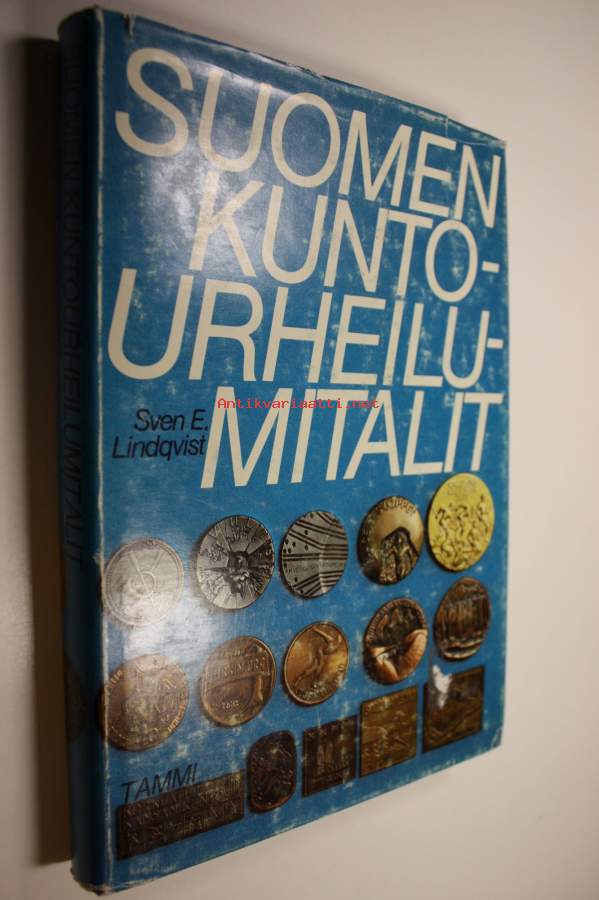 SUOMEN
KUNTO-
URHEILU-
MITALIT
Sven E.
Lindqvist
TAMMI
SUOMEN KUNTOURHEILUMITALIT
Antikvariaatti.net